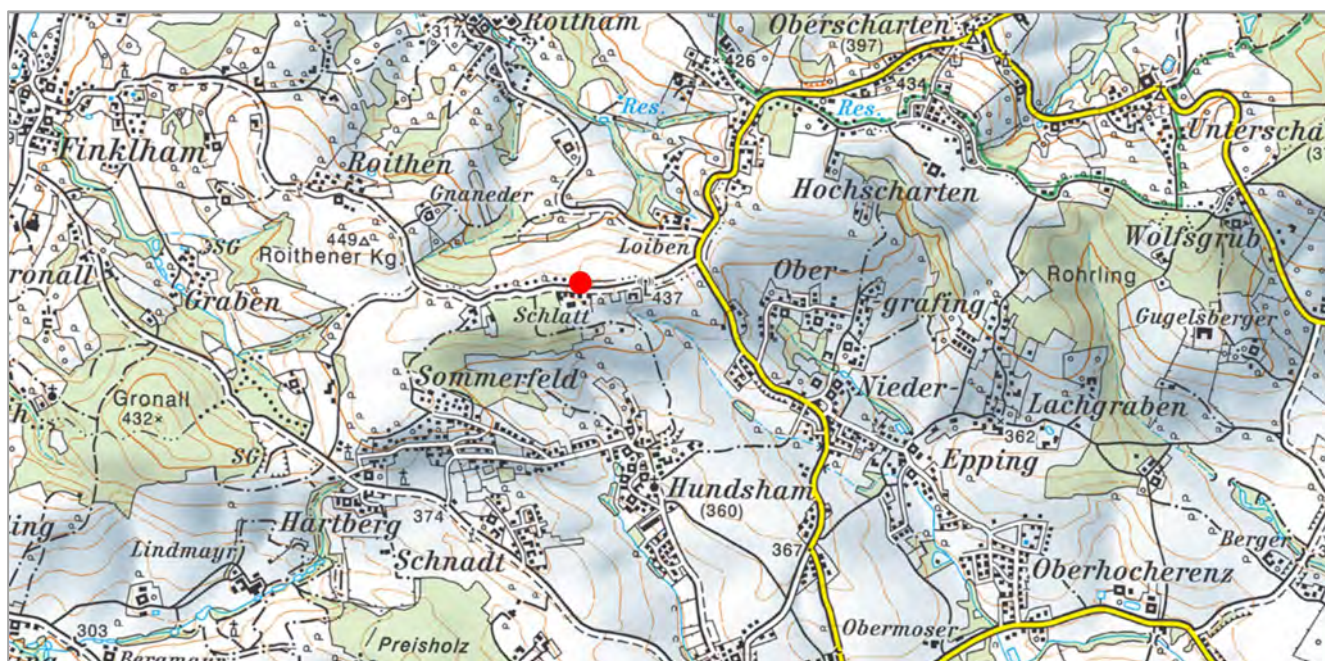 Roitham
Oberscharten
(397)
317
426
434
Res.
Res.
Finklham
Roithen
Gnaneder
Hochscharten
Loiben
449
Roithener Kg.
SG
Graben
Schlatt
437
Ober-
grafing
Rohrling
Wolfsgrub
Gugelsberger
Sommerfeld
Nieder-
Gronall
432
Lachgraben
362
Epping
SG
Hundsham
(360)
Hartberg
374
Lindmayr
Schnadt
367
Oberhocherenz
Berger
303
Obermoser
Preisholz